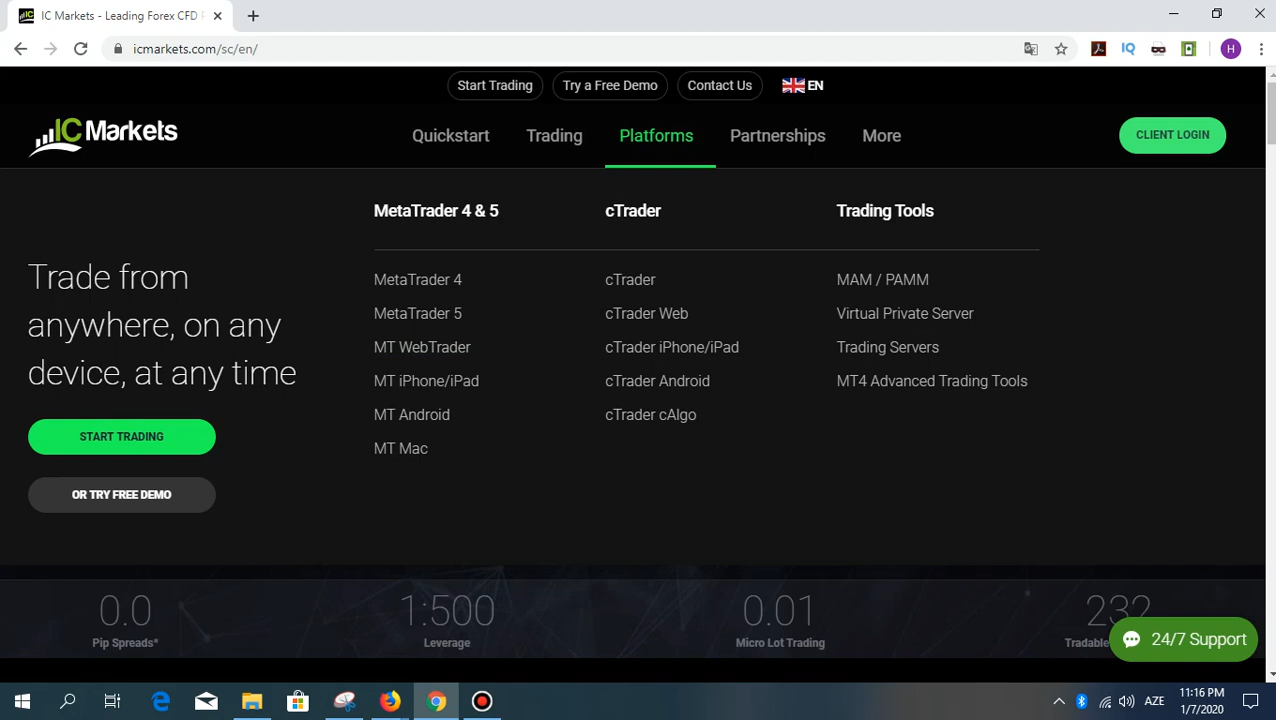 IC Markets - Leading Forex CFD
icmarkets.com/sc/en/
H
Start Trading
Try a Free Demo
Contact Us
EN
IC Markets
Quickstart
Trading
Platforms
Partnerships
More
CLIENT LOGIN
Trade from
anywhere, on any
device, at any time
START TRADING
OR TRY FREE DEMO
MetaTrader 4 & 5
MetaTrader 4
MetaTrader 5
MT WebTrader
MT iPhone/iPad
MT Android
MT Mac
cTrader
cTrader
cTrader Web
cTrader iPhone/iPad
cTrader Android
cTrader cAlgo
Trading Tools
MAM / PAMM
Virtual Private Server
Trading Servers
MT4 Advanced Trading Tools
0.0
Pip Spreads*
1:500
Leverage
0.01
Micro Lot Trading
232
24/7 Support
AZE
11:16 PM
1/7/2020